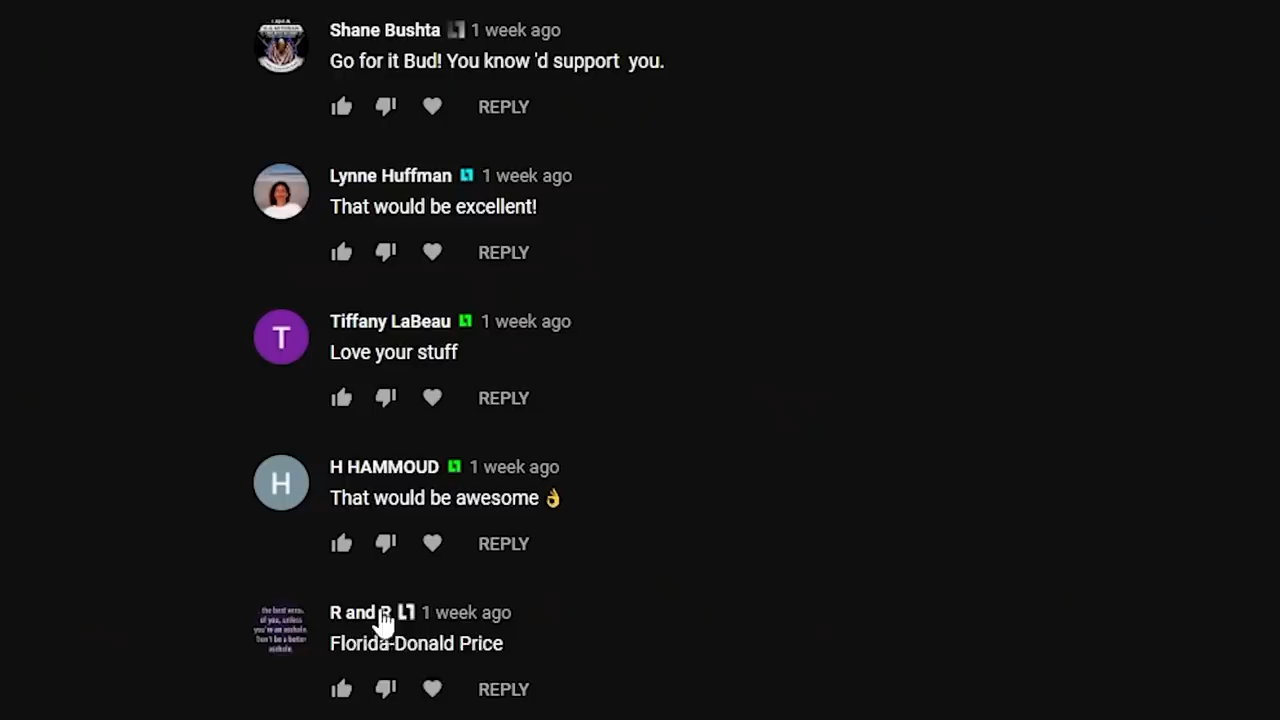 Shane Bushta 1 week ago
Go for it Bud! You know 'd support you.
REPLY
Lynne Huffman 1 week ago
That would be excellent!
REPLY
T
Tiffany LaBeau 1 week ago
Love your stuff
REPLY
H
H HAMMOUD 1 week ago
That would be awesome 👌
REPLY
R and R 1 week ago
Florida-Donald Price
REPLY